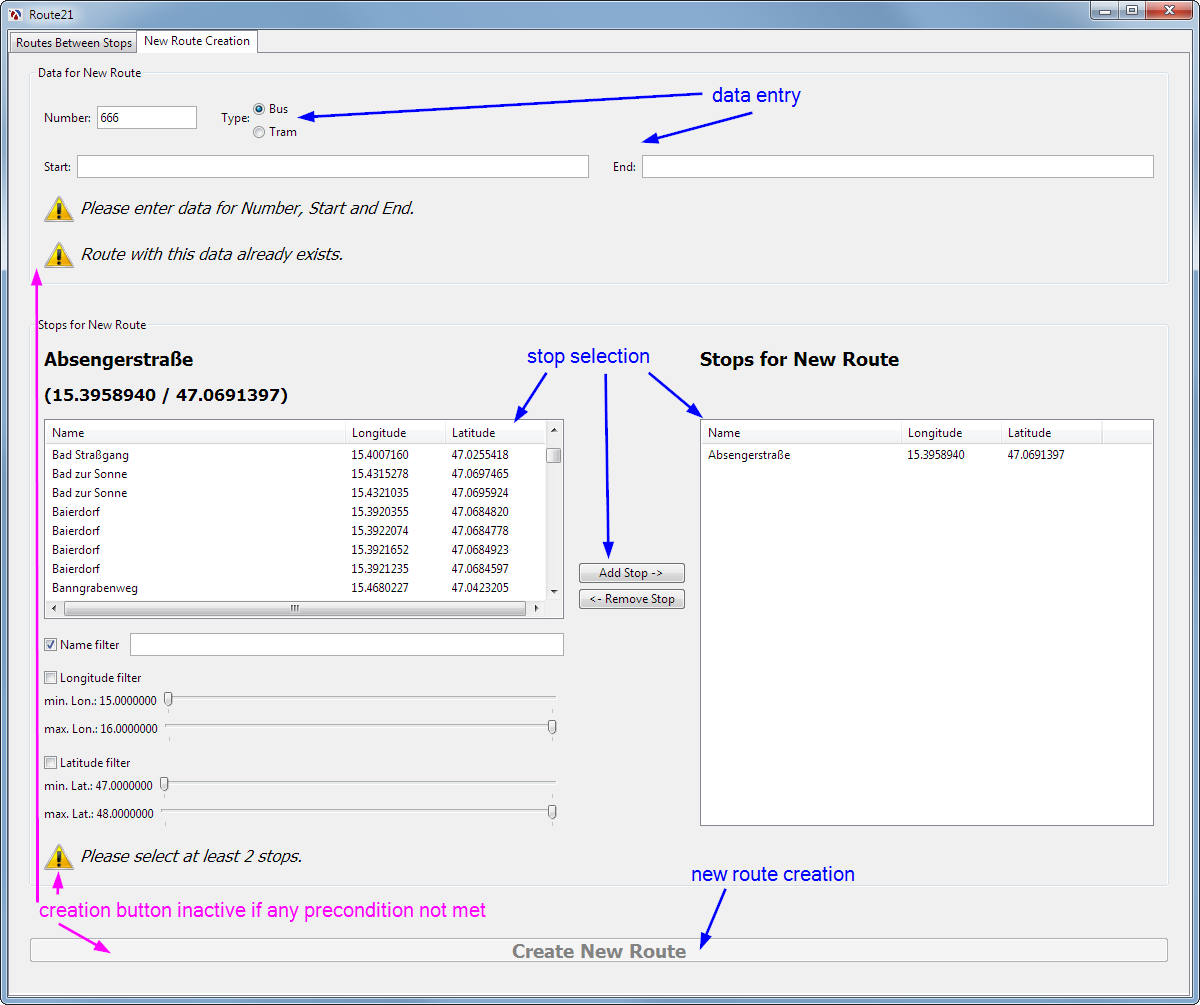 Route21
Routes Between Stops New Route Creation
Data for New Route
data entry
Number: 666 Type: Bus
Tram
Start: End:
Please enter data for Number, Start and End.
Route with this data already exists.
Stops for New Route
Absengerstraße
(15.3958940 / 47.0691397)
stop selection
Stops for New Route
Name Longitude Latitude
Bad Straßgang 15.4007160 47.0255418
Bad zur Sonne 15.4315278 47.0697465
Bad zur Sonne 15.4321035 47.0695924
Baierdorf 15.3920355 47.0684820
Baierdorf 15.3922074 47.0684778
Baierdorf 15.3921652 47.0684923
Baierdorf 15.3921235 47.0684597
Banngrabenweg 15.4680227 47.0423205
Add Stop ->
<- Remove Stop
Name Longitude Latitude
Absengerstraße 15.3958940 47.0691397
Name filter
Longitude filter
min. Lon.: 15.0000000
max. Lon.: 16.0000000
Latitude filter
min. Lat.: 47.0000000
max. Lat.: 48.0000000
Please select at least 2 stops.
new route creation
creation button inactive if any precondition not met
Create New Route